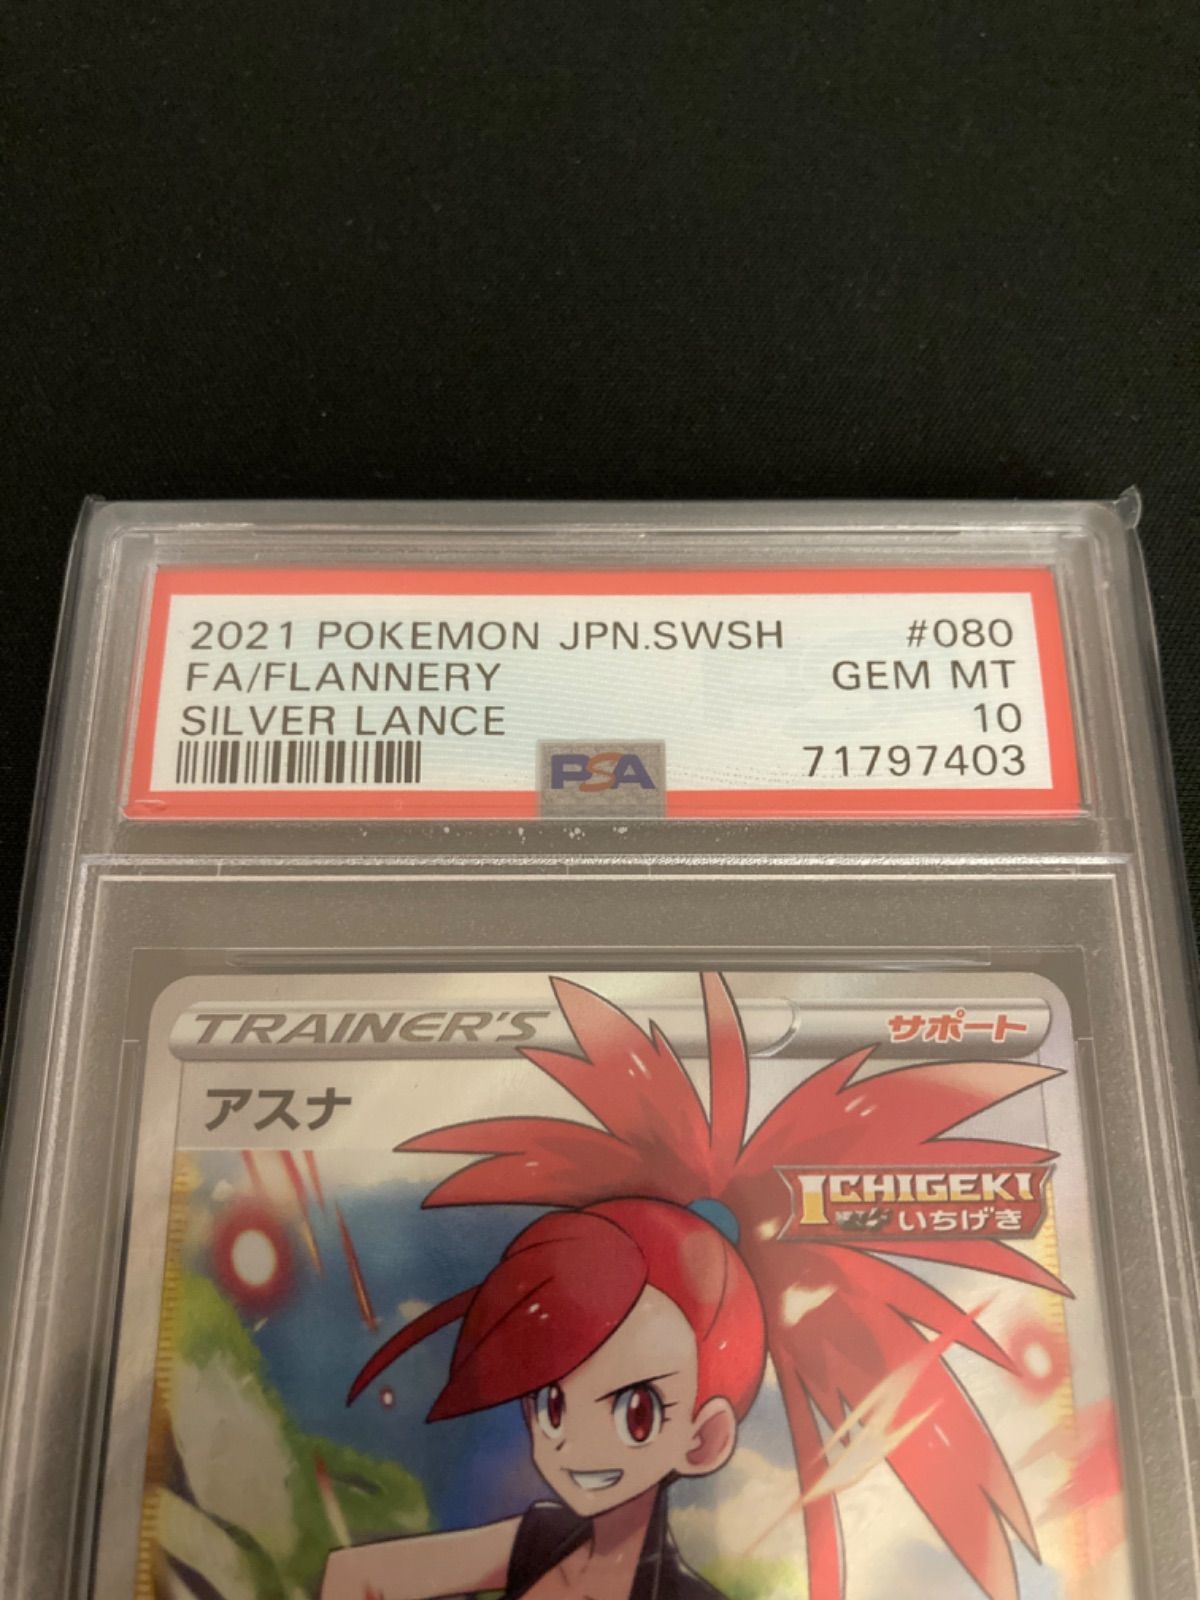 2021 POKEMON JPN.SWSH #080
FA/FLANNERY GEM MT
SILVER LANCE 10
PSA 71797403
TRAINER'S サポート
アスナ
ICHIGEKI
いちげき